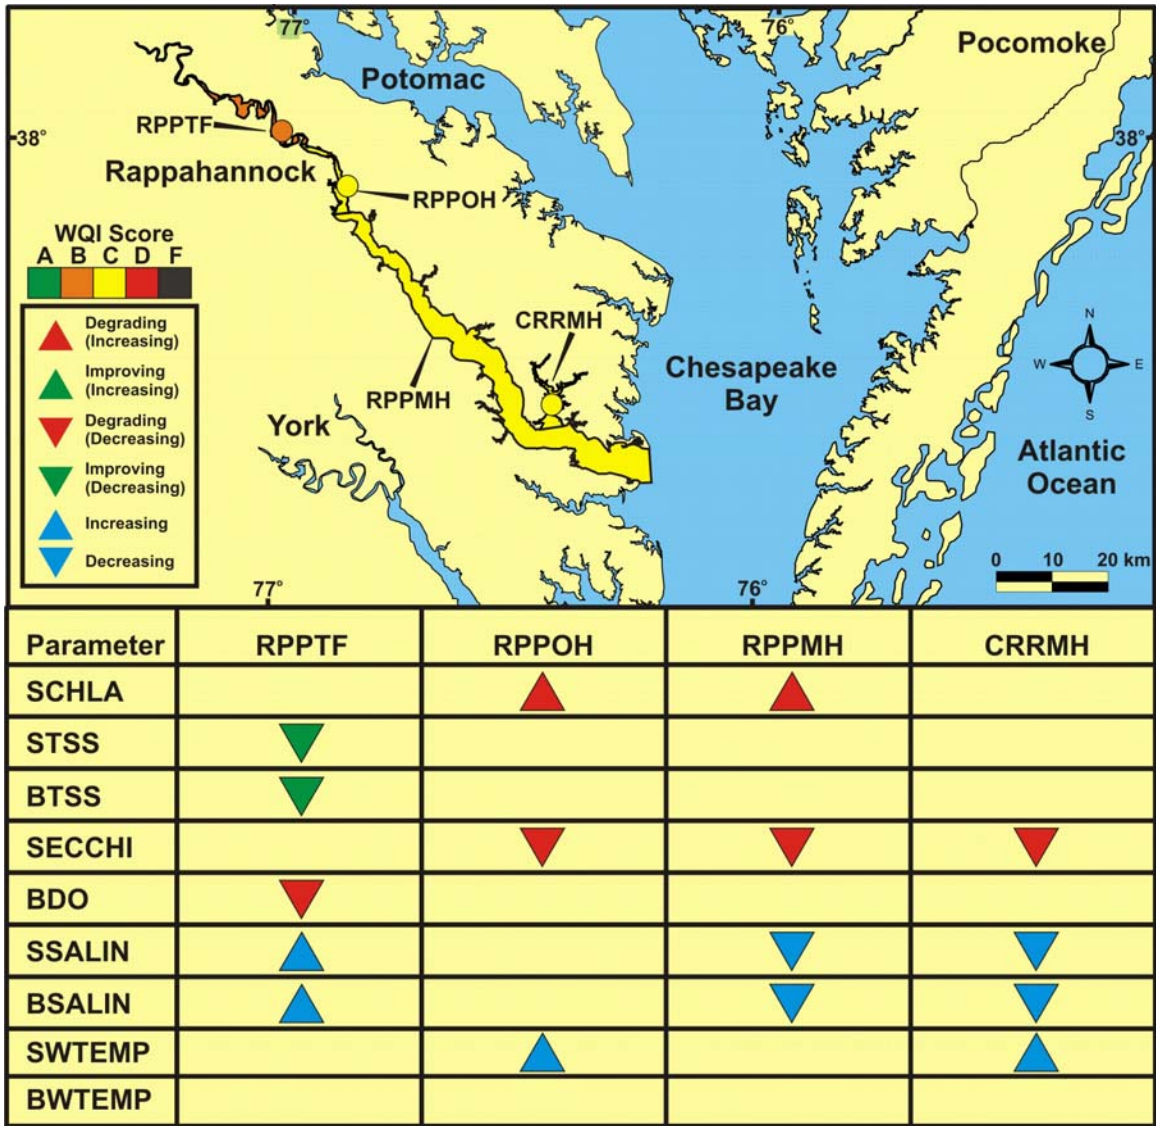 77°
76°
Pocomoke
Potomac
RPPTF
38°
38°
Rappahannock
RPPOH
WQI Score
A B C D F
Degrading
(Increasing)
Improving
(Increasing)
Degrading
(Decreasing)
Improving
(Decreasing)
Increasing
Decreasing
CRRMH
RPPMH
Chesapeake
Bay
N
W E
S
York
Atlantic
Ocean
0 10 20 km
77°
76°
Parameter RPPTF RPPOH RPPMH CRRMH
SCHLA
STSS
BTSS
SECCHI
BDO
SSALIN
BSALIN
SWTEMP
BWTEMP